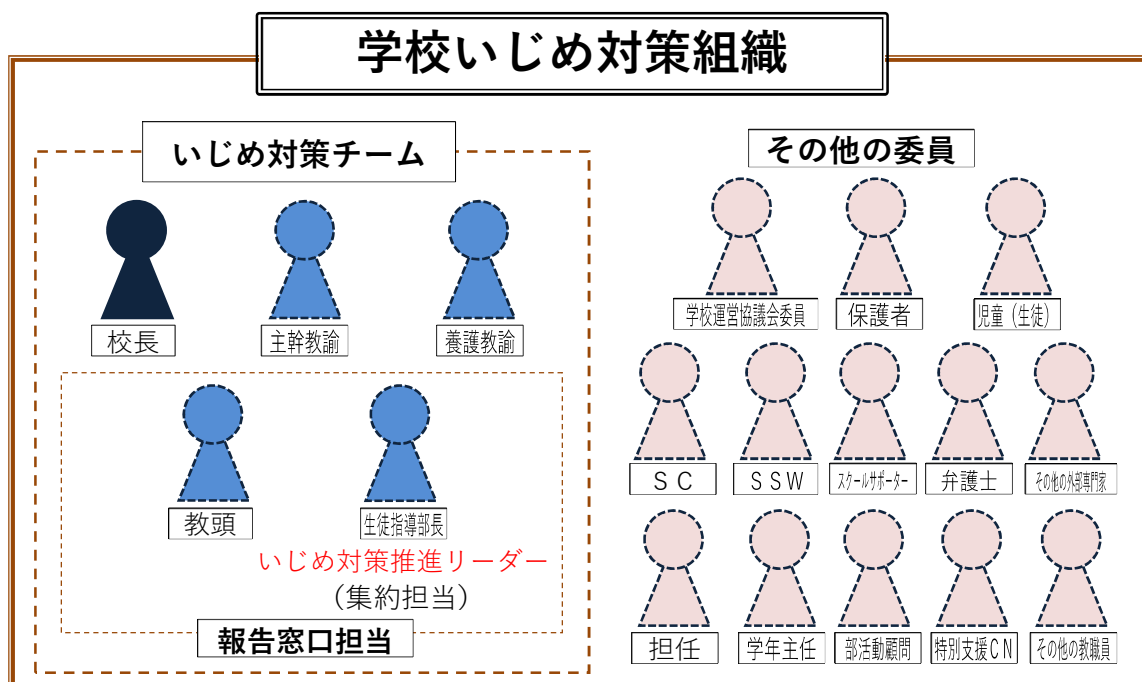 学校いじめ対策組織
いじめ対策チーム
校長
主幹教諭
養護教諭
教頭
生徒指導部長
いじめ対策推進リーダー
（集約担当）
報告窓口担当
その他の委員
学校運営協議会委員
保護者
児童（生徒）
ＳＣ
ＳＳＷ
スクールサポーター
弁護士
その他の外部専門家
担任
学年主任
部活動顧問
特別支援ＣＮ
その他の教職員